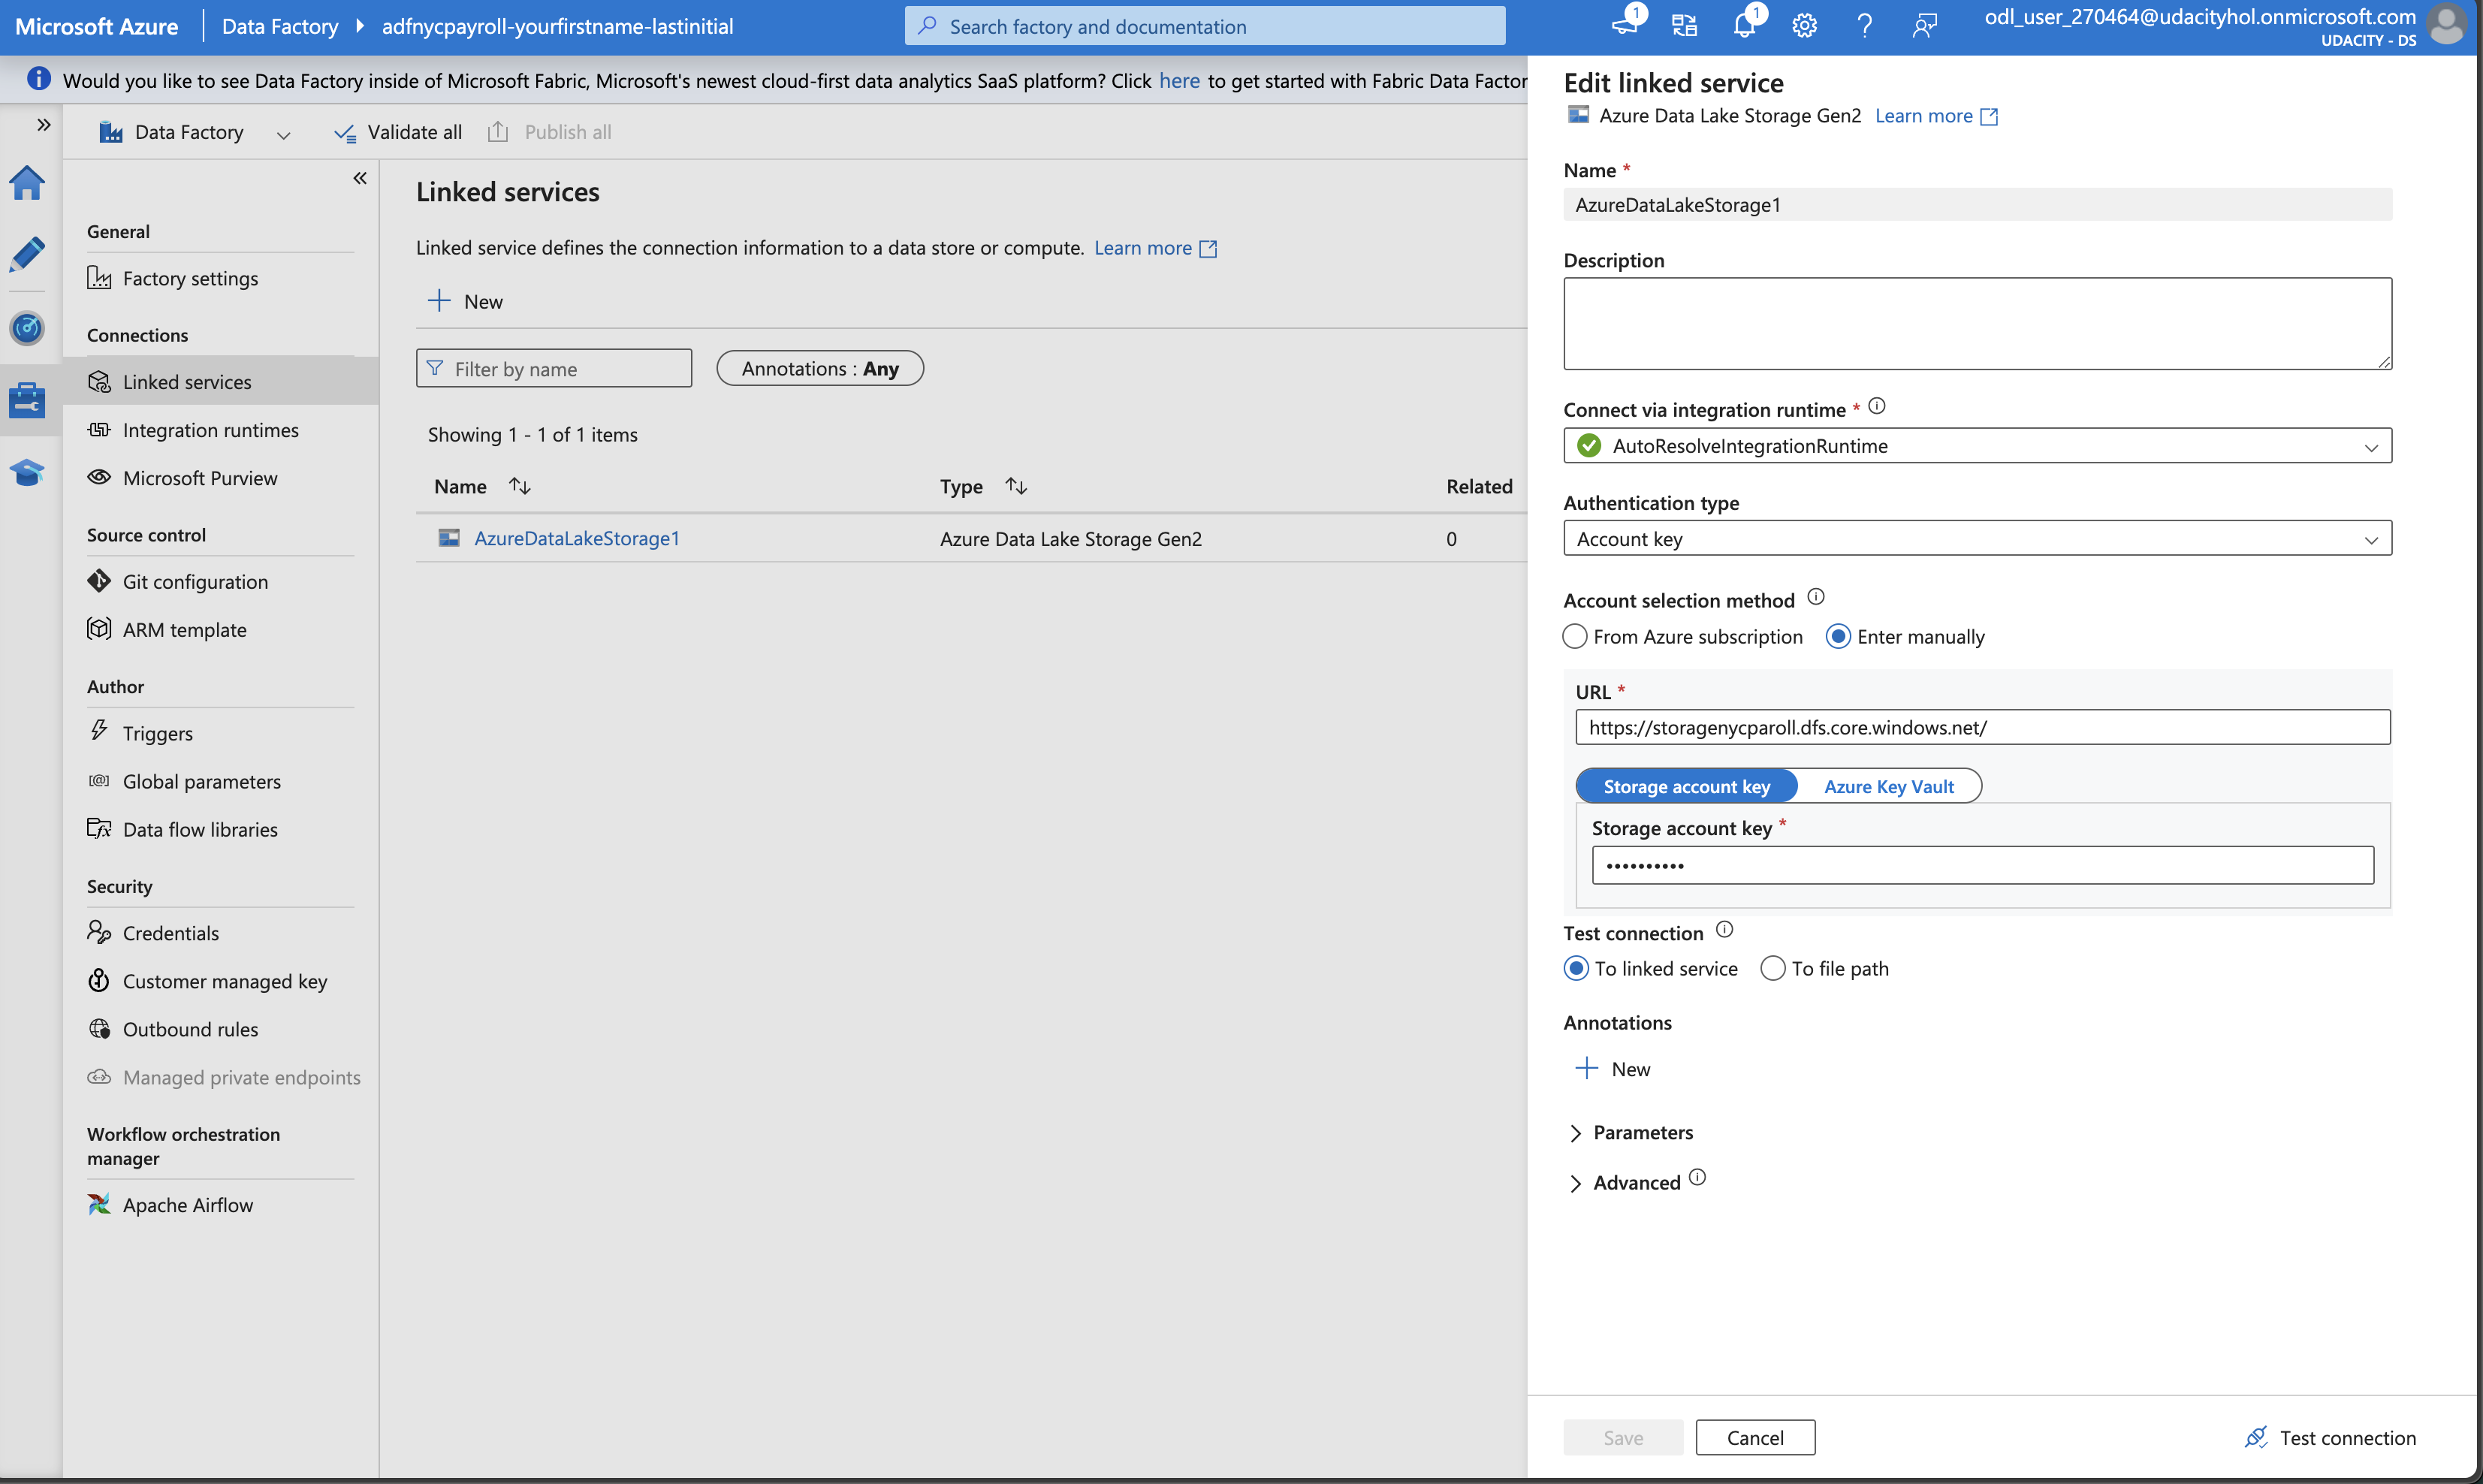 Microsoft Azure
Data Factory
adfnycpayroll-yourfirstname-lastinitial
Search factory and documentation
1
1
odl_user_270464@udacityhol.onmicrosoft.com
UDACITY - DS
Would you like to see Data Factory inside of Microsoft Fabric, Microsoft's newest cloud-first data analytics SaaS platform? Click here to get started with Fabric Data Factor
Data Factory
Validate all
Publish all
General
Factory settings
Connections
Linked services
Integration runtimes
Microsoft Purview
Source control
Git configuration
ARM template
Author
Triggers
Global parameters
Data flow libraries
Security
Credentials
Customer managed key
Outbound rules
Managed private endpoints
Workflow orchestration
manager
Apache Airflow
Linked services
Linked service defines the connection information to a data store or compute. Learn more
New
Filter by name
Annotations : Any
Showing 1 - 1 of 1 items
Name Type Related
AzureDataLakeStorage1 Azure Data Lake Storage Gen2 0
Edit linked service
Azure Data Lake Storage Gen2 Learn more
Name *
AzureDataLakeStorage1
Description
Connect via integration runtime *
AutoResolveIntegrationRuntime
Authentication type
Account key
Account selection method
From Azure subscription Enter manually
URL *
https://storagenycparoll.dfs.core.windows.net/
Storage account key Azure Key Vault
Storage account key *
••••••••••
Test connection
To linked service To file path
Annotations
New
Parameters
Advanced
Save Cancel Test connection